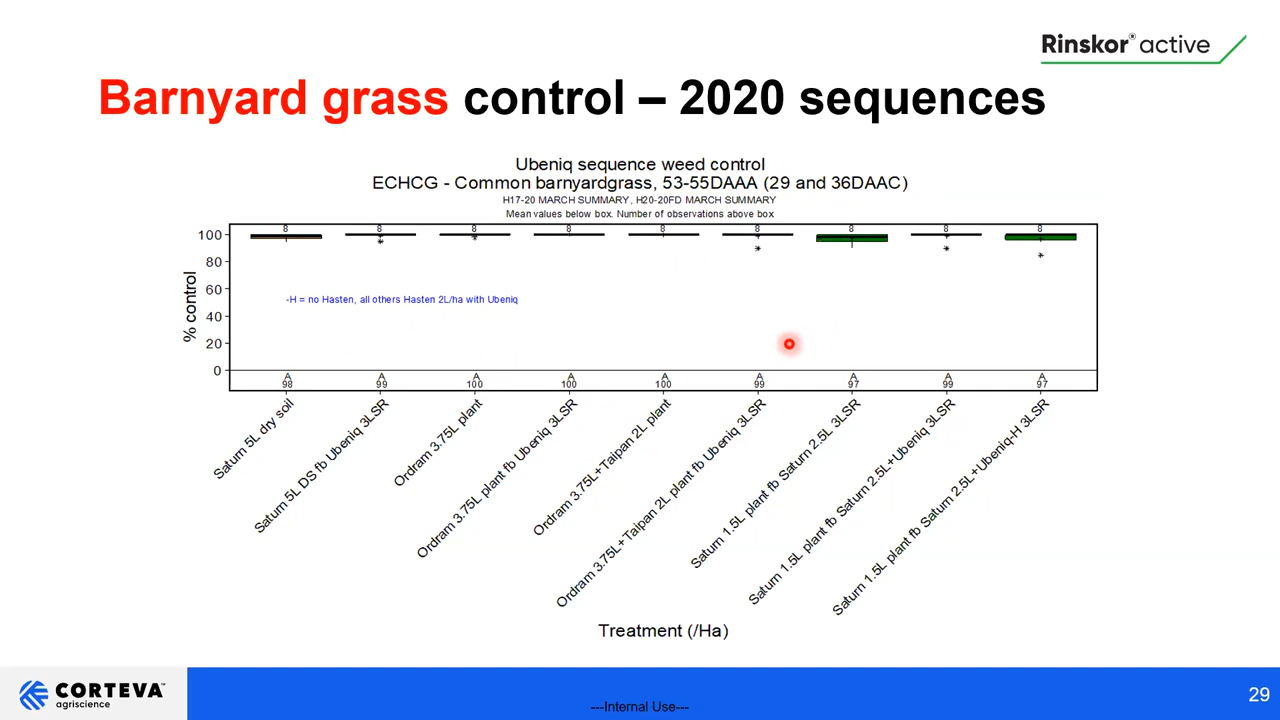 Rinskor® active
Barnyard grass control – 2020 sequences
Ubeniq sequence weed control
ECHCG - Common barnyardgrass, 53-55DAAA (29 and 36DAAC)
H17-20 MARCH SUMMARY, H20-20FD MARCH SUMMARY
Mean values below box. Number of observations above box
8 8 8 8 8 8 8 8 8
100
80
60
40
20
0
% control
-H = no Hasten, all others Hasten 2L/ha with Ubeniq
A A A A A A A A A
98 99 100 100 100 99 97 99 97
Saturn 5L dry soil
Saturn 5L DS fb Ubeniq 3LSR
Ordram 3.75L plant
Ordram 3.75L plant fb Ubeniq 3LSR
Ordram 3.75L+Taipan 2L plant
Ordram 3.75L+Taipan 2L plant fb Ubeniq 3LSR
Saturn 1.5L plant fb Saturn 2.5L 3LSR
Saturn 1.5L plant fb Saturn 2.5L+Ubeniq 3LSR
Saturn 1.5L plant fb Saturn 2.5L+Ubeniq-H 3LSR
Treatment (/Ha)
CORTEVA™
agriscience
---Internal Use---
29